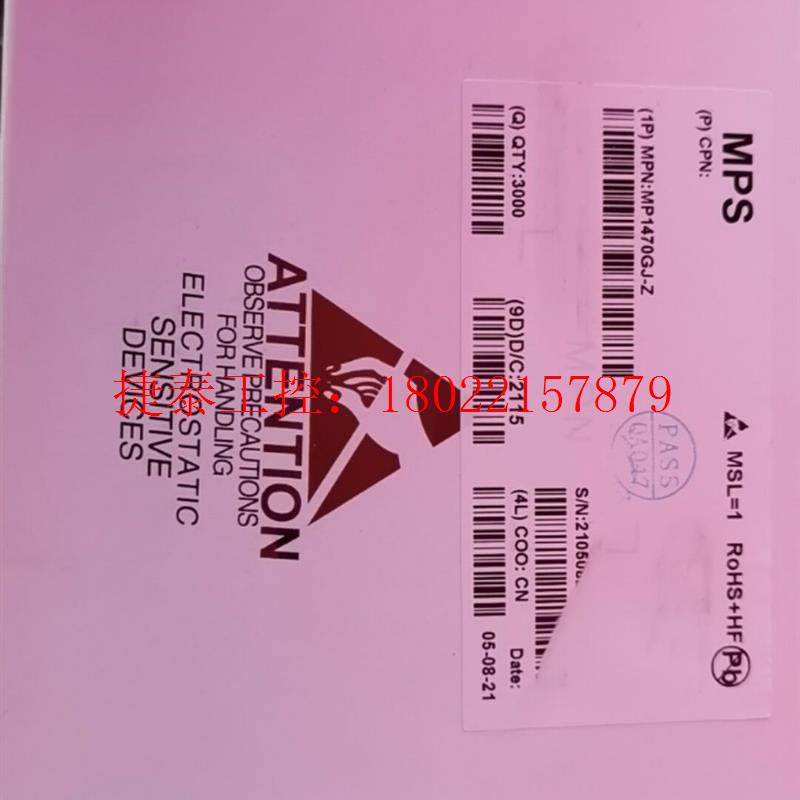 MPS
(P) CPN:
(1P) MPN:MP1470GJ-Z
MSL=1 RoHS+HF
Pb
PASS
(Q) QTY:3000
(9D)D/C:2115
(4L) COO: CN
Date:
05-08-21
ATTENTION
OBSERVE PRECAUTIONS
FOR HANDLING
ELECTROSTATIC
SENSITIVE
DEVICES
捷泰工控：18022157879